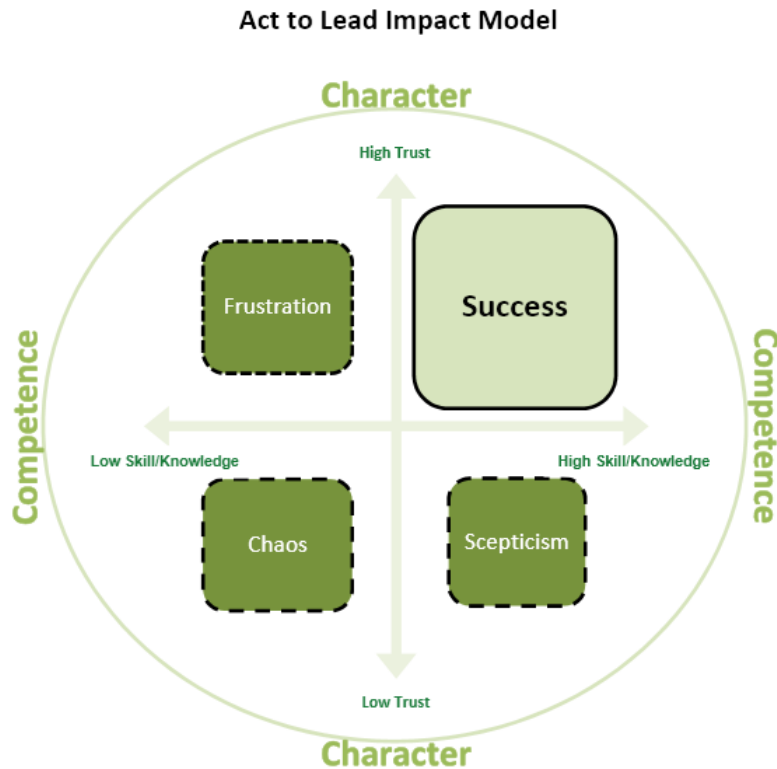 Act to Lead Impact Model
Character
High Trust
Frustration
Success
Competence
Competence
Low Skill/Knowledge
High Skill/Knowledge
Chaos
Scepticism
Low Trust
Character